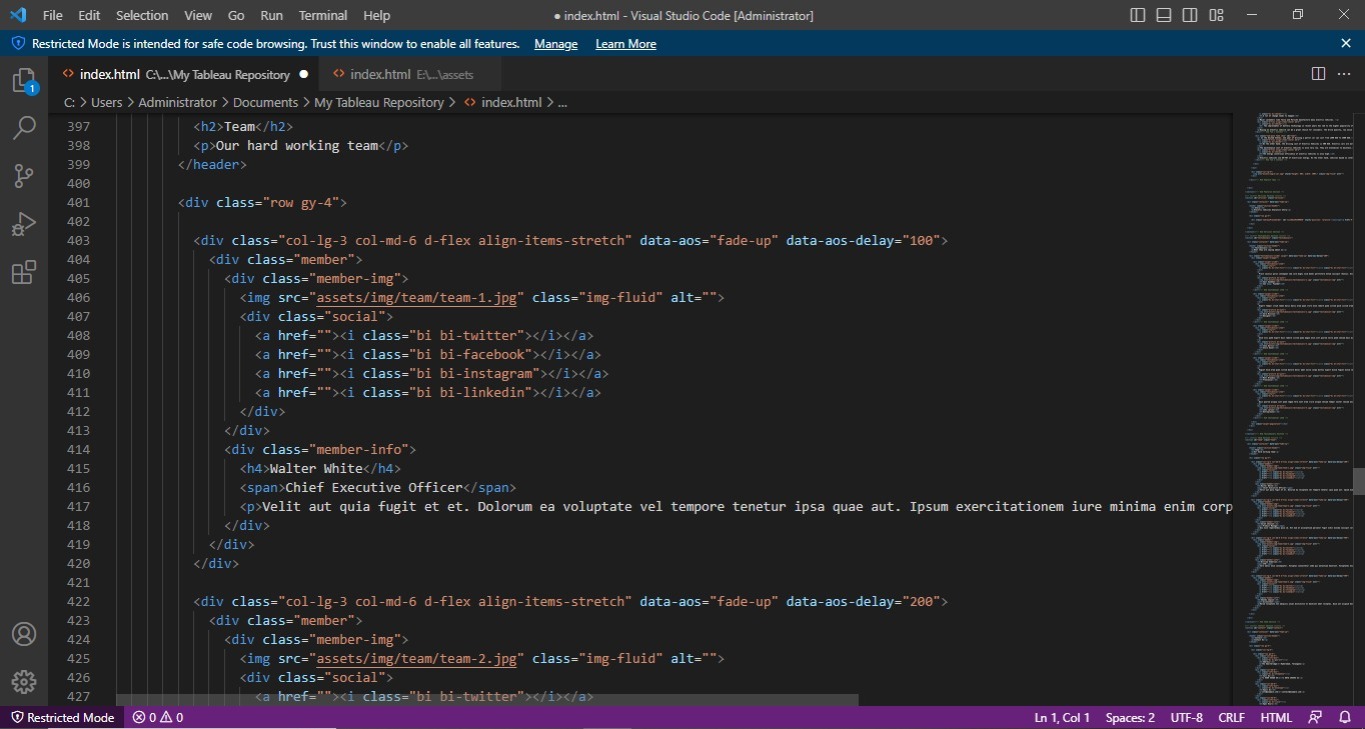 File Edit Selection View Go Run Terminal Help
● index.html - Visual Studio Code [Administrator]
Restricted Mode is intended for safe code browsing. Trust this window to enable all features. Manage Learn More
1
<> index.html C:\...\My Tableau Repository ●
<> index.html E:\...\assets
C: > Users > Administrator > Documents > My Tableau Repository > <> index.html > ...
397 <h2>Team</h2>
398 <p>Our hard working team</p>
399 </header>
400
401 <div class="row gy-4">
402
403 <div class="col-lg-3 col-md-6 d-flex align-items-stretch" data-aos="fade-up" data-aos-delay="100">
404 <div class="member">
405 <div class="member-img">
406 <img src="assets/img/team/team-1.jpg" class="img-fluid" alt="">
407 <div class="social">
408 <a href=""><i class="bi bi-twitter"></i></a>
409 <a href=""><i class="bi bi-facebook"></i></a>
410 <a href=""><i class="bi bi-instagram"></i></a>
411 <a href=""><i class="bi bi-linkedin"></i></a>
412 </div>
413 </div>
414 <div class="member-info">
415 <h4>Walter White</h4>
416 <span>Chief Executive Officer</span>
417 <p>Velit aut quia fugit et et. Dolorum ea voluptate vel tempore tenetur ipsa quae aut. Ipsum exercitationem iure minima enim corp
418 </div>
419 </div>
420 </div>
421
422 <div class="col-lg-3 col-md-6 d-flex align-items-stretch" data-aos="fade-up" data-aos-delay="200">
423 <div class="member">
424 <div class="member-img">
425 <img src="assets/img/team/team-2.jpg" class="img-fluid" alt="">
426 <div class="social">
427 <a href=""><i class="bi bi-twitter"></i></a>
Restricted Mode 0 0 Ln 1, Col 1 Spaces: 2 UTF-8 CRLF HTML